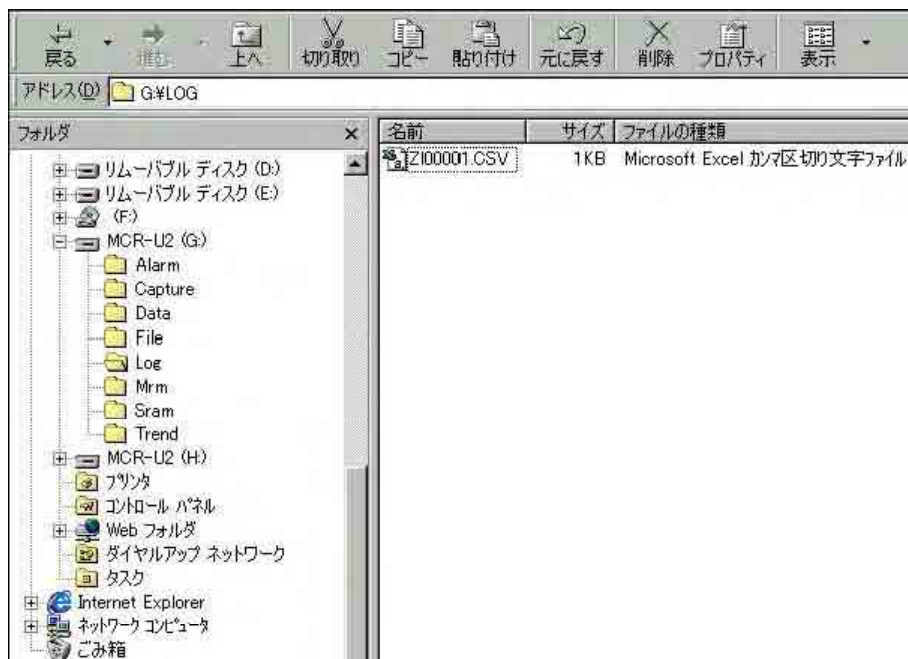 戻る 進む 上へ 切り取り コピー 貼り付け 元に戻す 削除 プロパティ 表示
アドレス(D) G:¥LOG
フォルダ ×
リムーバブル ディスク (D:)
リムーバブル ディスク (E:)
(F:)
MCR-U2 (G:)
Alarm
Capture
Data
File
Log
Mrm
Sram
Trend
MCR-U2 (H:)
プリンタ
コントロール パネル
Web フォルダ
ダイヤルアップ ネットワーク
タスク
Internet Explorer
ネットワーク コンピュータ
ごみ箱
名前 サイズ ファイルの種類
ZI00001.CSV 1KB Microsoft Excel カンマ区切り文字ファイル